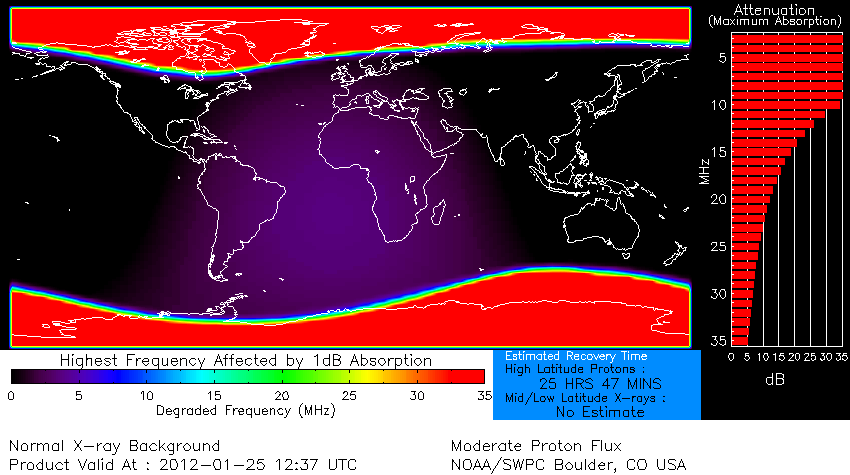 Attenuation
(Maximum Absorption)
5
10
15
20
25
30
35
MHz
0 5 10 15 20 25 30 35
dB
Highest Frequency Affected by 1dB Absorption
0 5 10 15 20 25 30 35
Degraded Frequency (MHz)
Estimated Recovery Time
High Latitude Protons :
25 HRS 47 MINS
Mid/Low Latitude X-rays :
No Estimate
Normal X-ray Background
Product Valid At : 2012-01-25 12:37 UTC
Moderate Proton Flux
NOAA/SWPC Boulder, CO USA